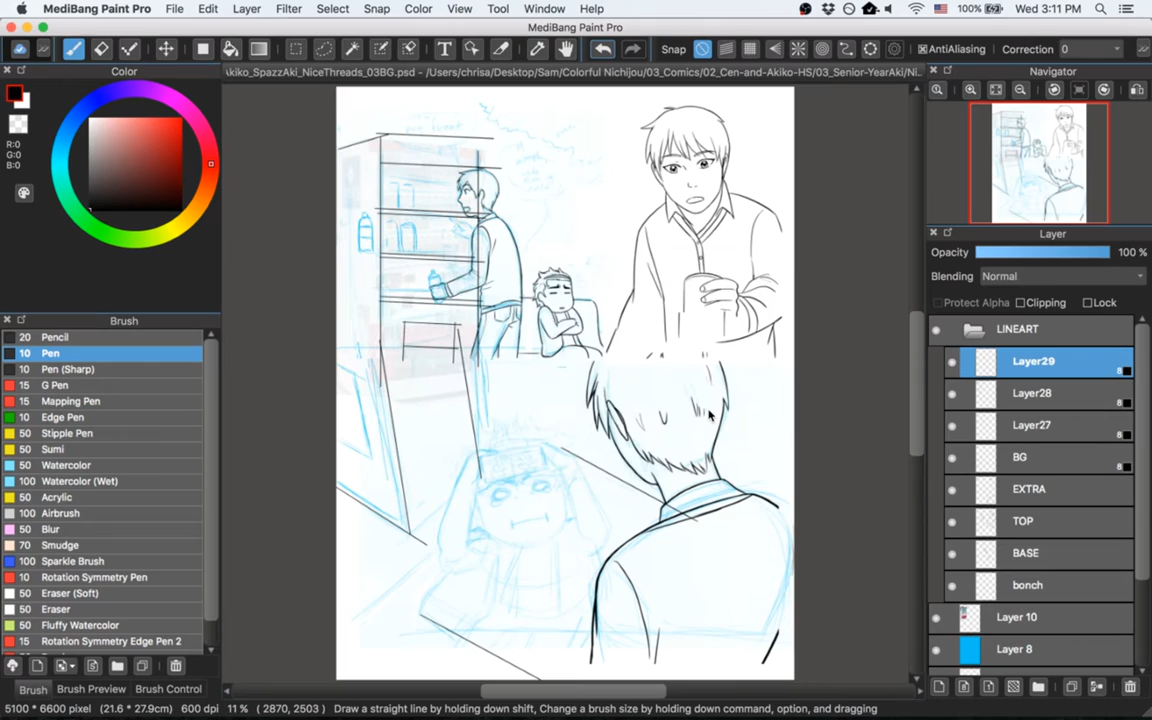 MediBang Paint Pro File Edit Layer Filter Select Snap Color View Tool Window Help 100% Wed 3:11 PM
MediBang Paint Pro
Snap AntiAliasing Correction 0
Color
Akiko_SpazzAki_NiceThreads_03BG.psd - /Users/chrisa/Desktop/Sam/Colorful Nichijou/03_Comics/02_Cen-and-Akiko-HS/03_Senior-YearAki/Ni...
Navigator
R:0
G:0
B:0
Layer
Opacity 100 %
Blending Normal
Protect Alpha Clipping Lock
Brush
20 Pencil
10 Pen
10 Pen (Sharp)
15 G Pen
15 Mapping Pen
10 Edge Pen
50 Stipple Pen
50 Sumi
50 Watercolor
100 Watercolor (Wet)
50 Acrylic
100 Airbrush
50 Blur
70 Smudge
100 Sparkle Brush
10 Rotation Symmetry Pen
50 Eraser (Soft)
50 Eraser
50 Fluffy Watercolor
15 Rotation Symmetry Edge Pen 2
LINEART
Layer29
8
Layer28
8
Layer27
8
BG
8
EXTRA
TOP
BASE
bonch
Layer 10
Layer 8
Brush Brush Preview Brush Control
5100 * 6600 pixel (21.6 * 27.9cm) 600 dpi 11 % ( 2870, 2503 ) Draw a straight line by holding down shift, Change a brush size by holding down command, option, and dragging